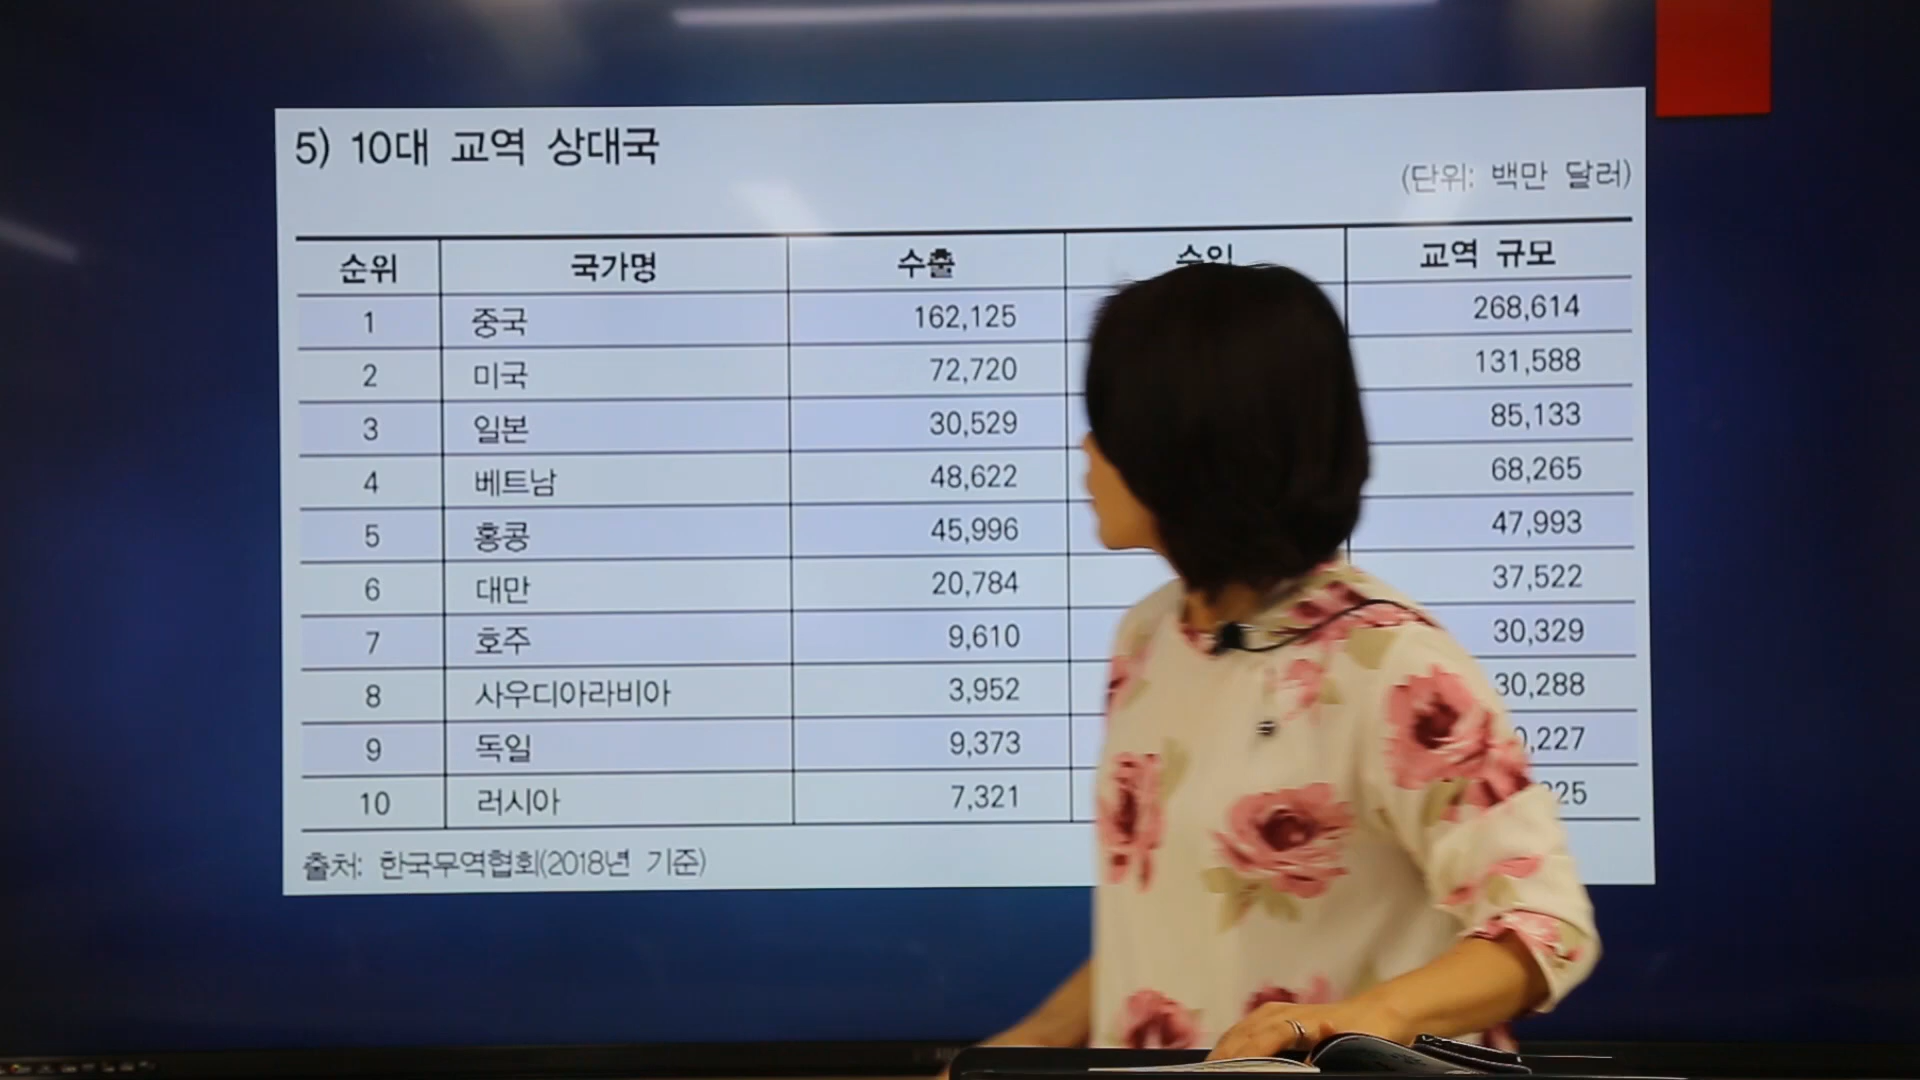 5) 10대 교역 상대국
(단위: 백만 달러)
순위 국가명 수출 수입 교역 규모
1 중국 162,125 268,614
2 미국 72,720 131,588
3 일본 30,529 85,133
4 베트남 48,622 68,265
5 홍콩 45,996 47,993
6 대만 20,784 37,522
7 호주 9,610 30,329
8 사우디아라비아 3,952 30,288
9 독일 9,373
10 러시아 7,321
출처: 한국무역협회(2018년 기준)